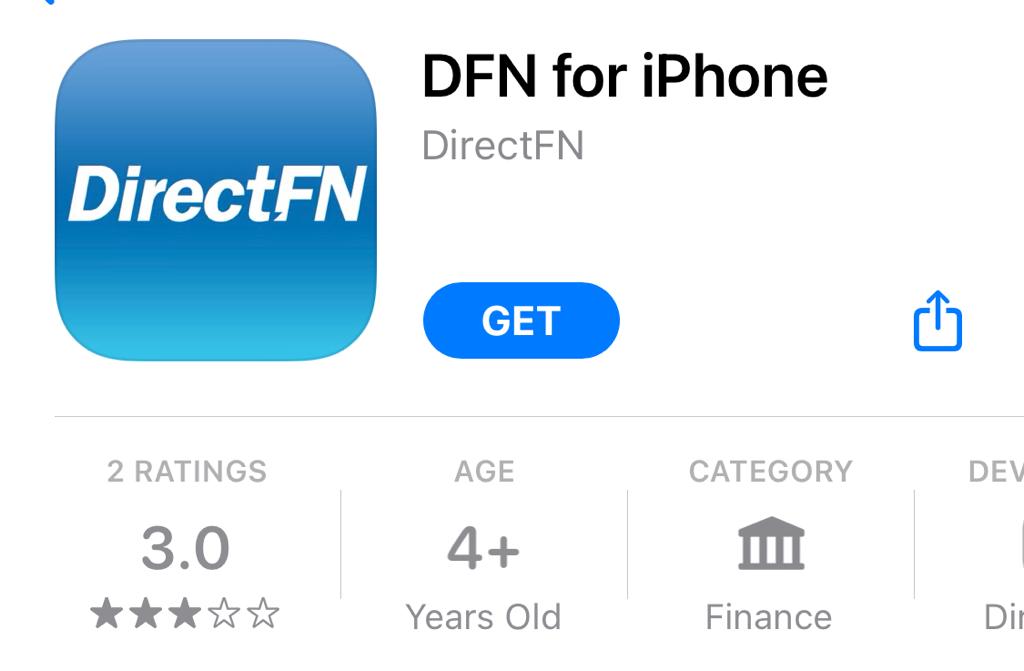 DFN for iPhone
DirectFN
DirectFN
GET
2 RATINGS
AGE
CATEGORY
3.0
4+
Years Old
Finance